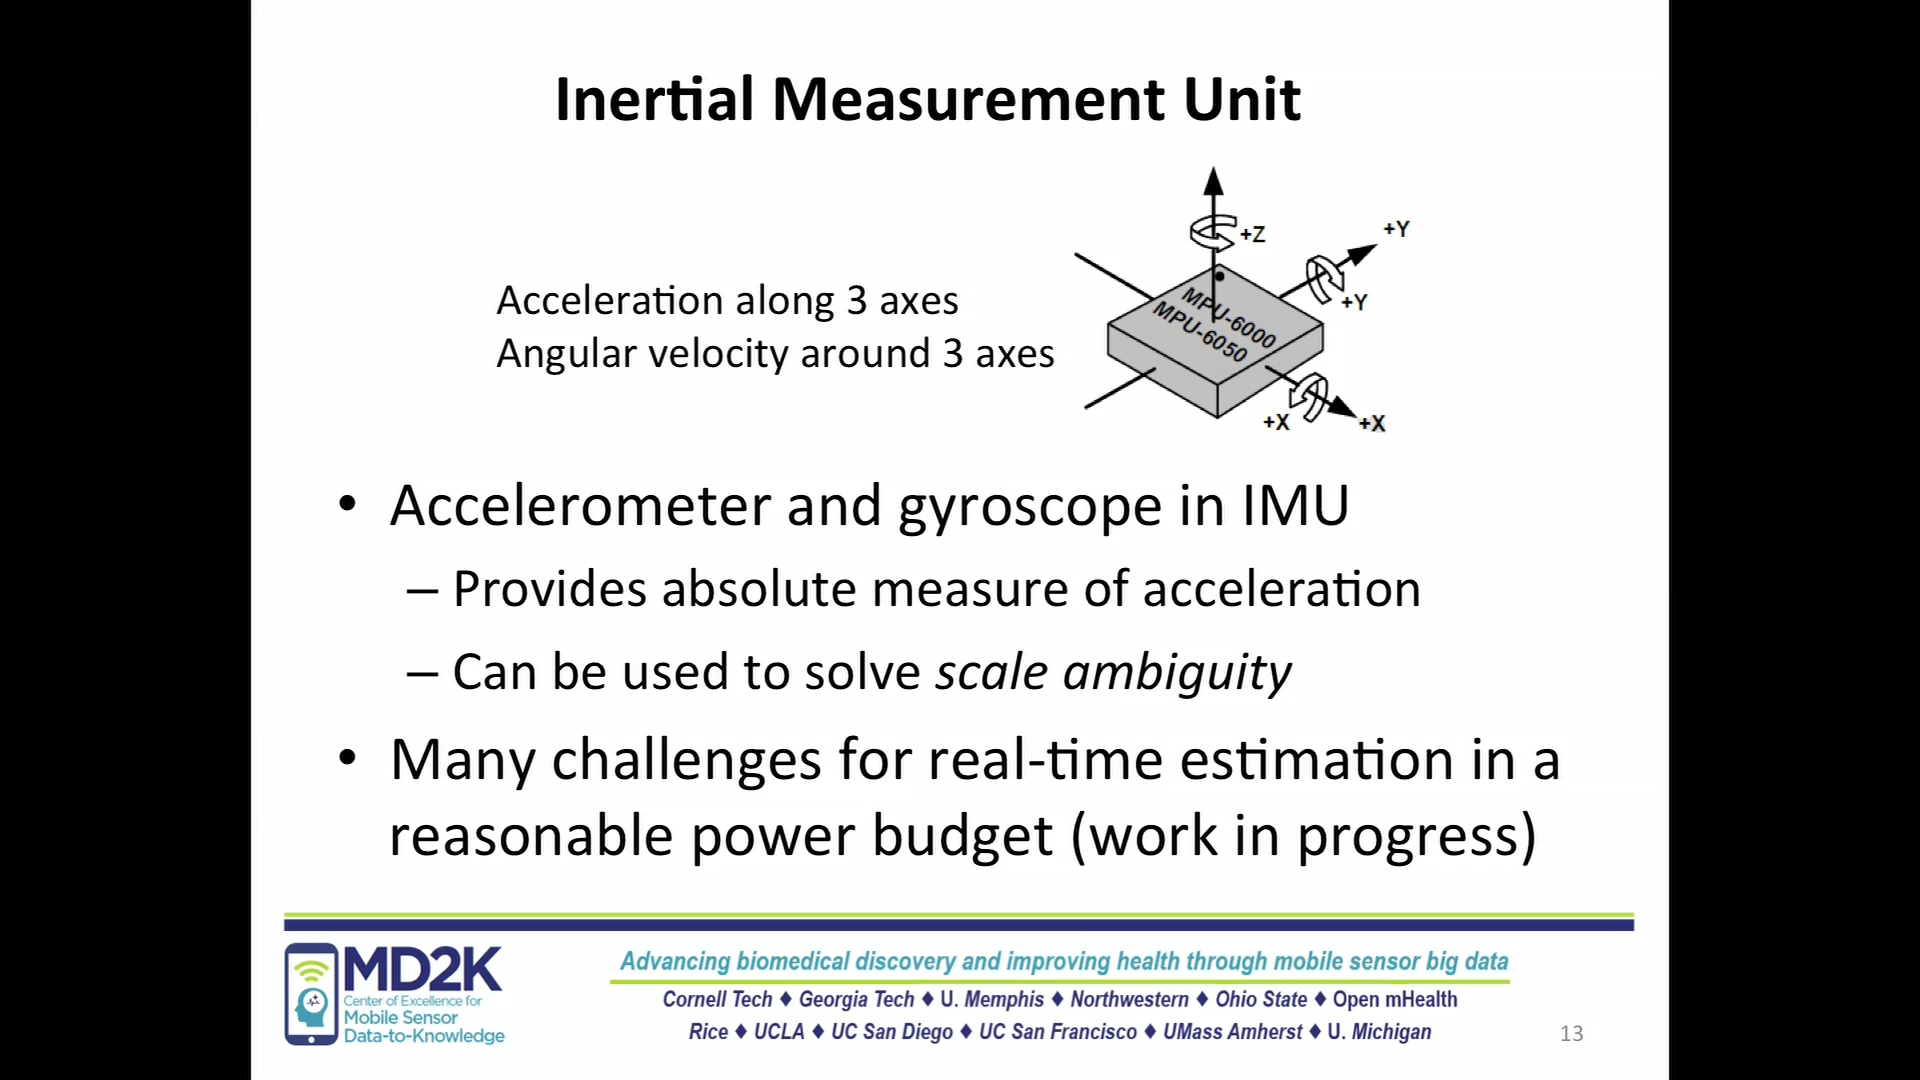 Inertial Measurement Unit
Acceleration along 3 axes
Angular velocity around 3 axes
+Z
+Y
+Y
MPU-6000
MPU-6050
+X
+X
• Accelerometer and gyroscope in IMU
– Provides absolute measure of acceleration
– Can be used to solve scale ambiguity
• Many challenges for real-time estimation in a
reasonable power budget (work in progress)
MD2K
Center of Excellence for
Mobile Sensor
Data-to-Knowledge
Advancing biomedical discovery and improving health through mobile sensor big data
Cornell Tech ♦ Georgia Tech ♦ U. Memphis ♦ Northwestern ♦ Ohio State ♦ Open mHealth
Rice ♦ UCLA ♦ UC San Diego ♦ UC San Francisco ♦ UMass Amherst ♦ U. Michigan
13